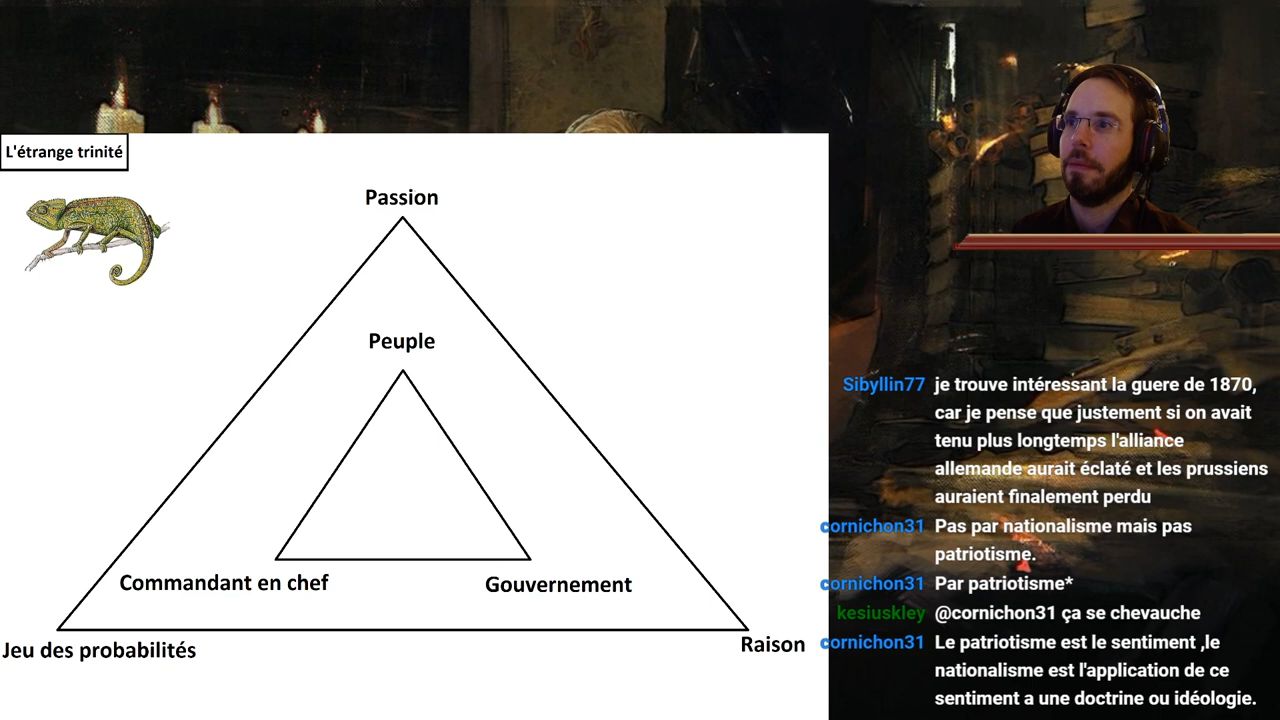 L'étrange trinité
Passion
Peuple
Commandant en chef
Gouvernement
Jeu des probabilités
Raison
Sibyllin77 je trouve intéressant la guere de 1870,
car je pense que justement si on avait
tenu plus longtemps l'alliance
allemande aurait éclaté et les prussiens
auraient finalement perdu
cornichon31 Pas par nationalisme mais pas
patriotisme.
cornichon31 Par patriotisme*
kesiuskley @cornichon31 ça se chevauche
cornichon31 Le patriotisme est le sentiment ,le
nationalisme est l'application de ce
sentiment a une doctrine ou idéologie.